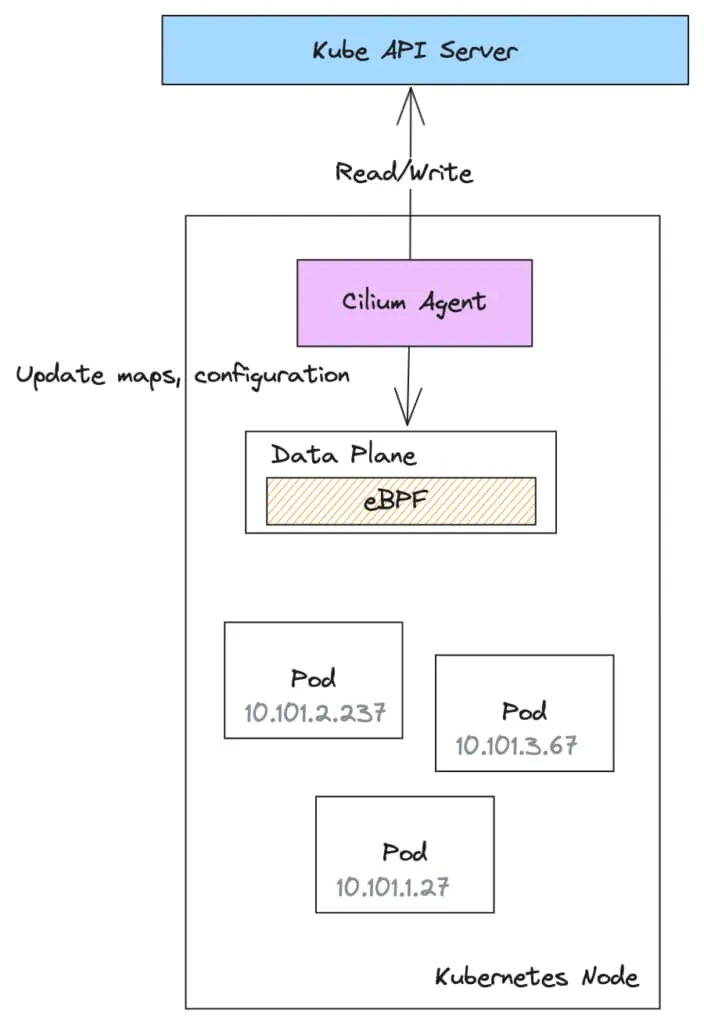 Kube API Server
Read/Write
Cilium Agent
Update maps, configuration
Data Plane
eBPF
Pod
10.101.2.237
Pod
10.101.3.67
Pod
10.101.1.27
Kubernetes Node